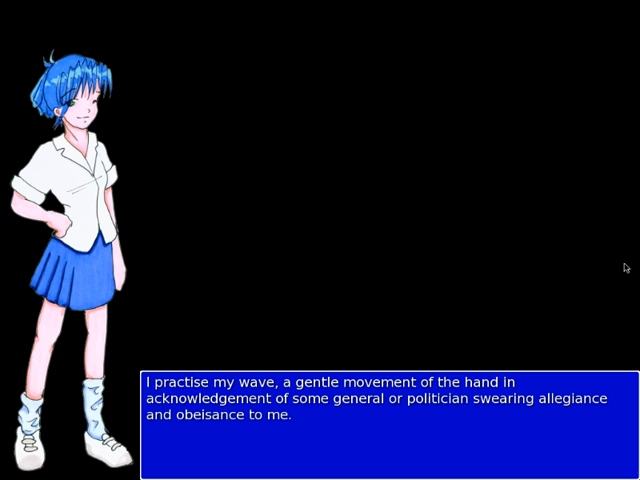 I practise my wave, a gentle movement of the hand in
acknowledgement of some general or politician swearing allegiance
and obeisance to me.